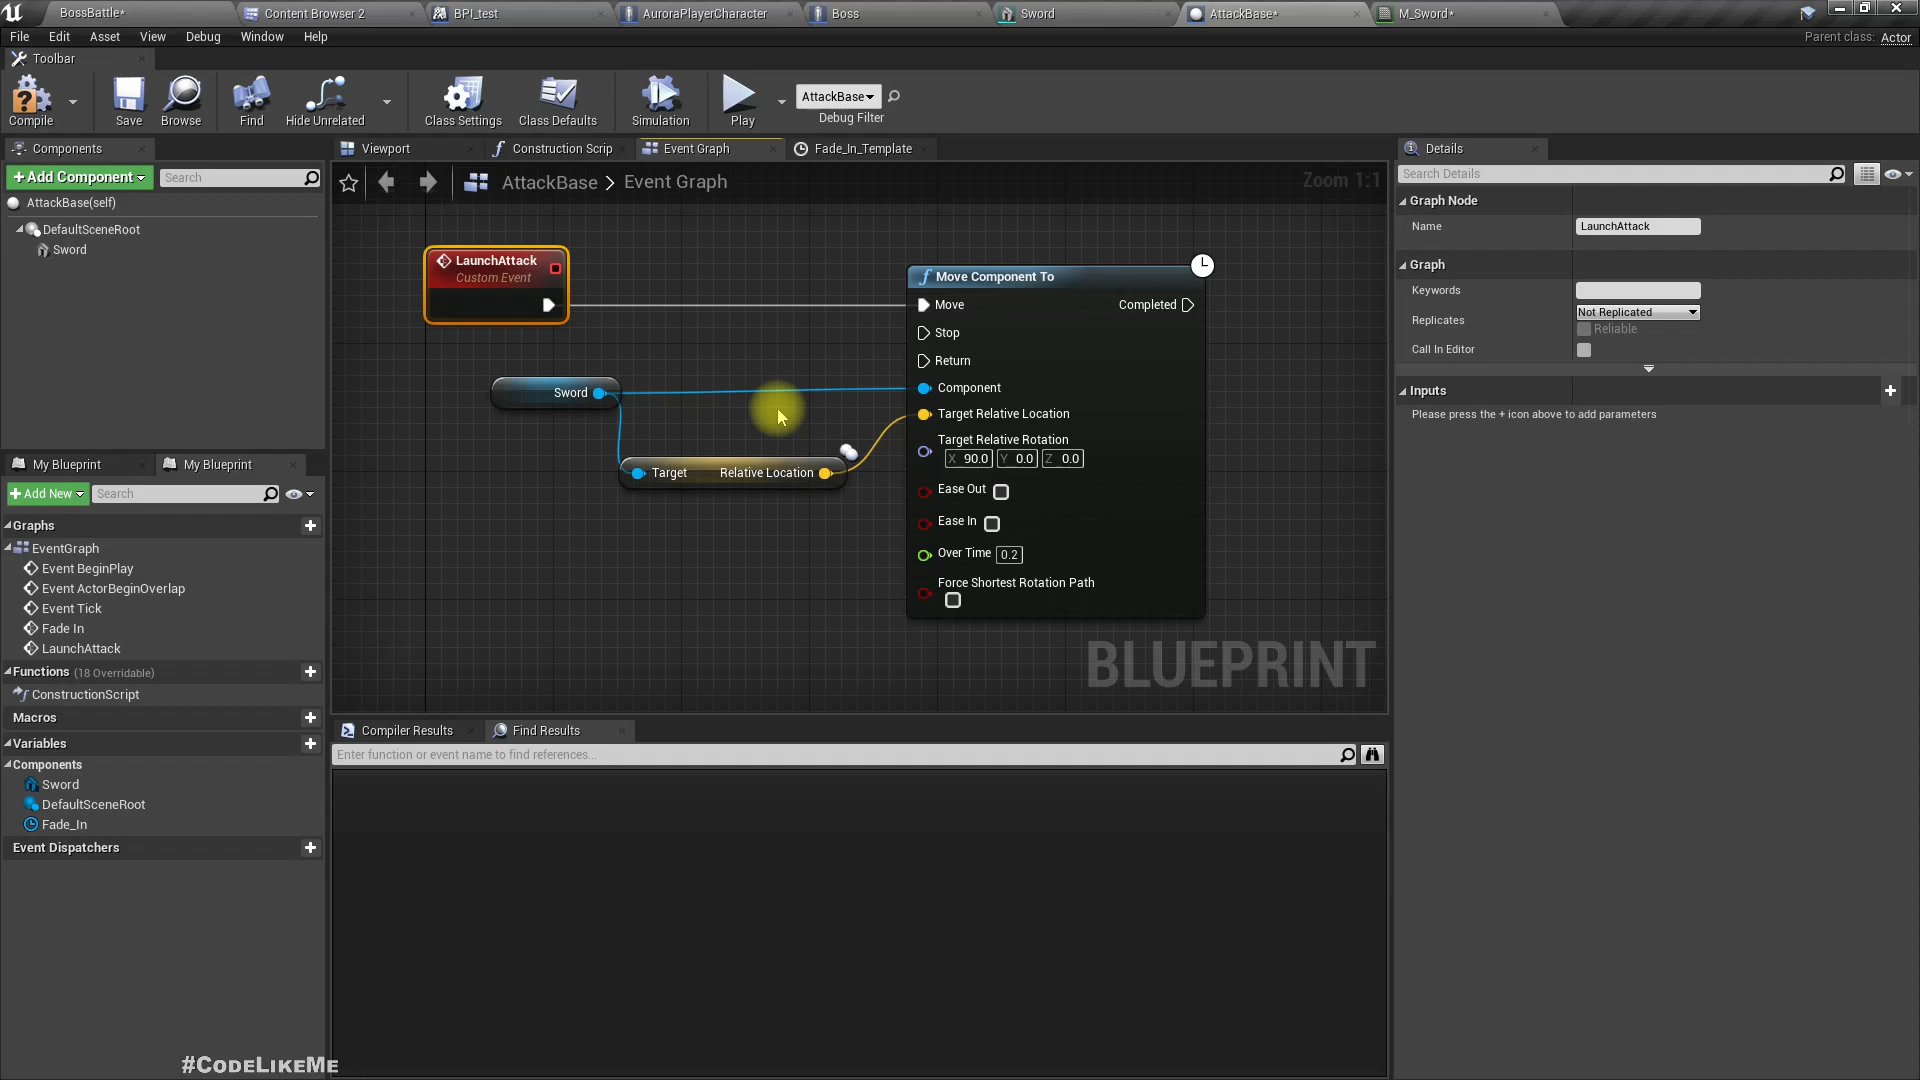 BossBattle*
Content Browser 2
BPI_test
AuroraPlayerCharacter
Boss
Sword
AttackBase*
M_Sword*
File Edit Asset View Debug Window Help
Parent class: Actor
Toolbar
Compile
Save
Browse
Find
Hide Unrelated
Class Settings
Class Defaults
Simulation
Play
AttackBase
Debug Filter
Components
Viewport
Construction Scrip
Event Graph
Fade_In_Template
Details
+Add Component
Search
AttackBase > Event Graph
Zoom 1:1
Search Details
AttackBase(self)
DefaultSceneRoot
Sword
Graph Node
Name
LaunchAttack
Graph
Keywords
Replicates
Not Replicated
Reliable
Call In Editor
Inputs
Please press the + icon above to add parameters
LaunchAttack
Custom Event
Move Component To
Move
Completed
Stop
Return
Sword
Component
Target Relative Location
Target Relative Rotation
X 90.0 Y 0.0 Z 0.0
Target
Relative Location
Ease Out
Ease In
Over Time 0.2
Force Shortest Rotation Path
BLUEPRINT
My Blueprint
My Blueprint
+Add New
Search
Graphs
EventGraph
Event BeginPlay
Event ActorBeginOverlap
Event Tick
Fade In
LaunchAttack
Functions (18 Overridable)
ConstructionScript
Macros
Variables
Components
Sword
DefaultSceneRoot
Fade_In
Event Dispatchers
Compiler Results
Find Results
Enter function or event name to find references...
#CodeLikeMe